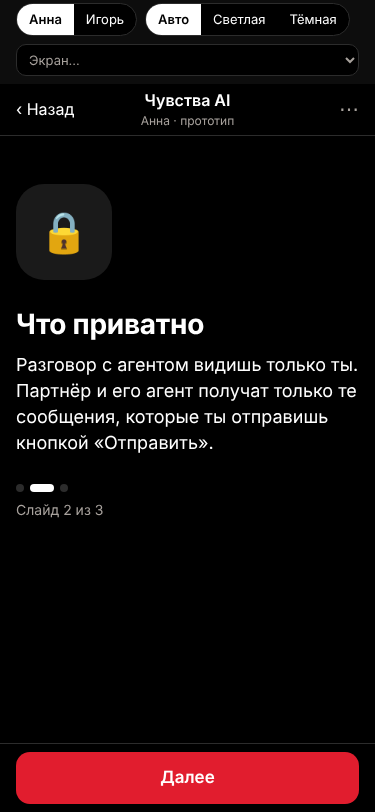 Анна Игорь Авто Светлая Тёмная
Экран...
‹ Назад
Чувства AI
Анна · прототип
...
Что приватно
Разговор с агентом видишь только ты.
Партнёр и его агент получат только те
сообщения, которые ты отправишь
кнопкой «Отправить».
Слайд 2 из 3
Далее